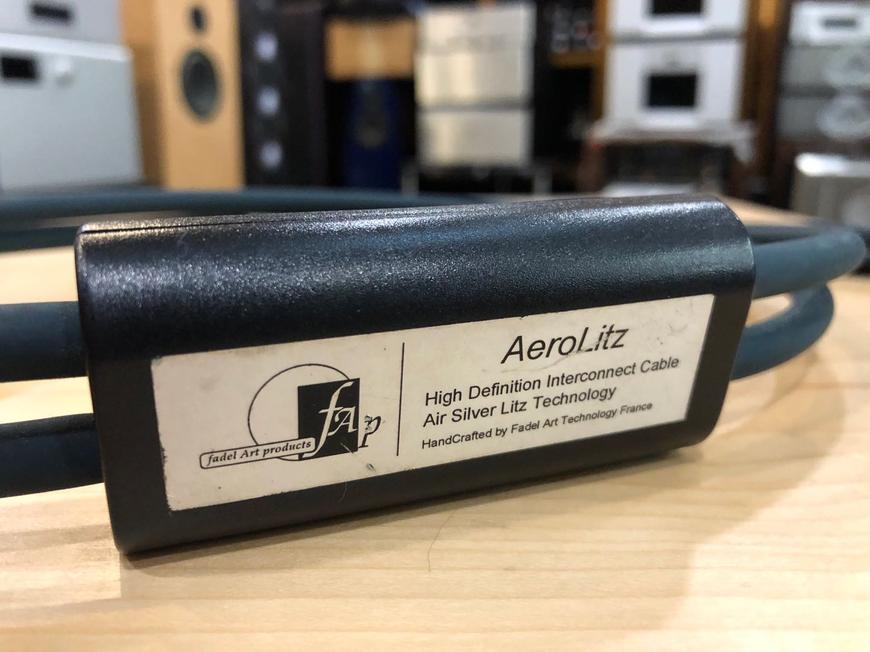 fAp
fadel Art products
AeroLitz
High Definition Interconnect Cable
Air Silver Litz Technology
HandCrafted by Fadel Art Technology France